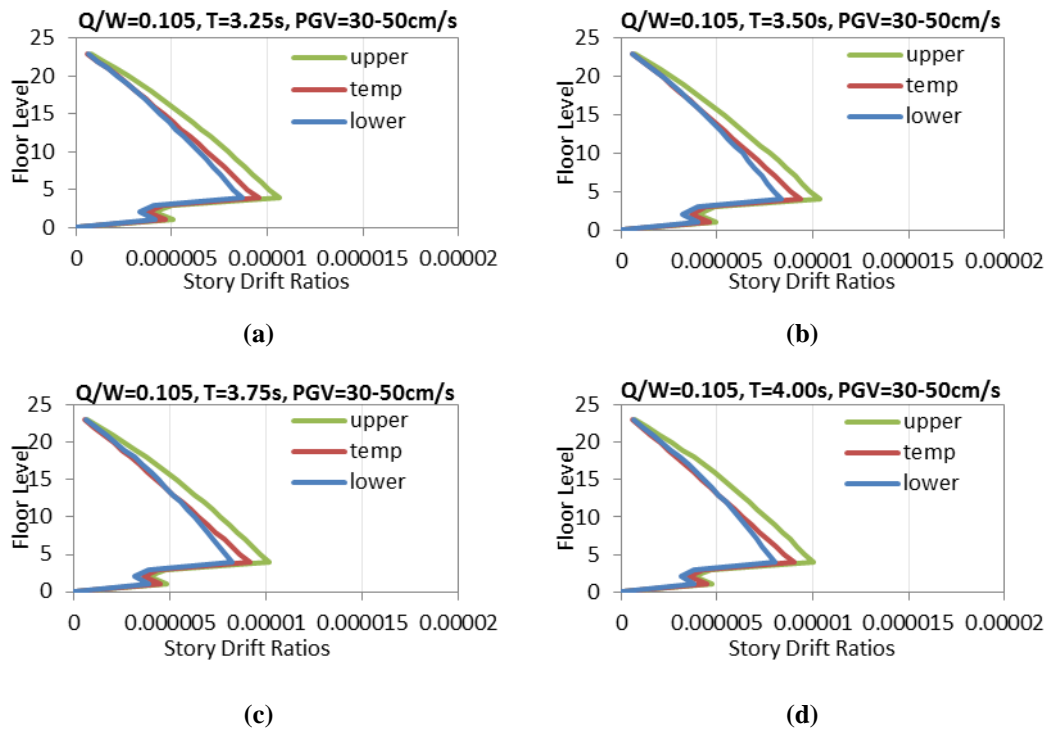 Q/W=0.105, T=3.25s, PGV=30-50cm/s
25
20
15
10
5
0
Floor Level
upper
temp
lower
0 0.000005 0.00001 0.000015 0.00002
Story Drift Ratios
(a)
Q/W=0.105, T=3.50s, PGV=30-50cm/s
25
20
15
10
5
0
Floor Level
upper
temp
lower
0 0.000005 0.00001 0.000015 0.00002
Story Drift Ratios
(b)
Q/W=0.105, T=3.75s, PGV=30-50cm/s
25
20
15
10
5
0
Floor Level
upper
temp
lower
0 0.000005 0.00001 0.000015 0.00002
Story Drift Ratios
(c)
Q/W=0.105, T=4.00s, PGV=30-50cm/s
25
20
15
10
5
0
Floor Level
upper
temp
lower
0 0.000005 0.00001 0.000015 0.00002
Story Drift Ratios
(d)